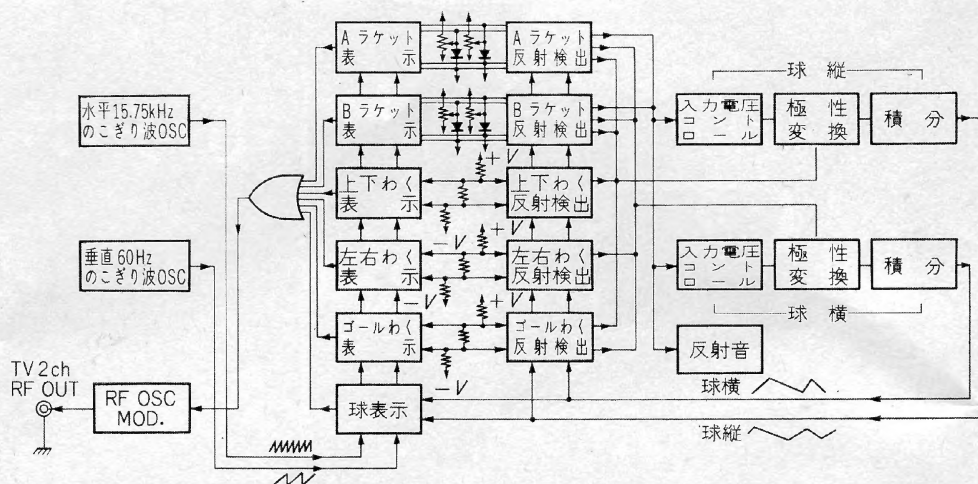 水平15.75kHz
のこぎり波OSC
垂直60Hz
のこぎり波OSC
TV 2ch
RF OUT
RF OSC
MOD.
Aラケット
表示
Bラケット
表示
上下わく
表示
左右わく
表示
ゴールわく
表示
球表示
+V
-V
+V
-V
+V
-V
Aラケット
反射検出
Bラケット
反射検出
上下わく
反射検出
左右わく
反射検出
ゴールわく
反射検出
球縦
入力電圧
コント
ロール
極性
変換
積分
入力電圧
コント
ロール
極性
変換
積分
球横
反射音
球横
球縦